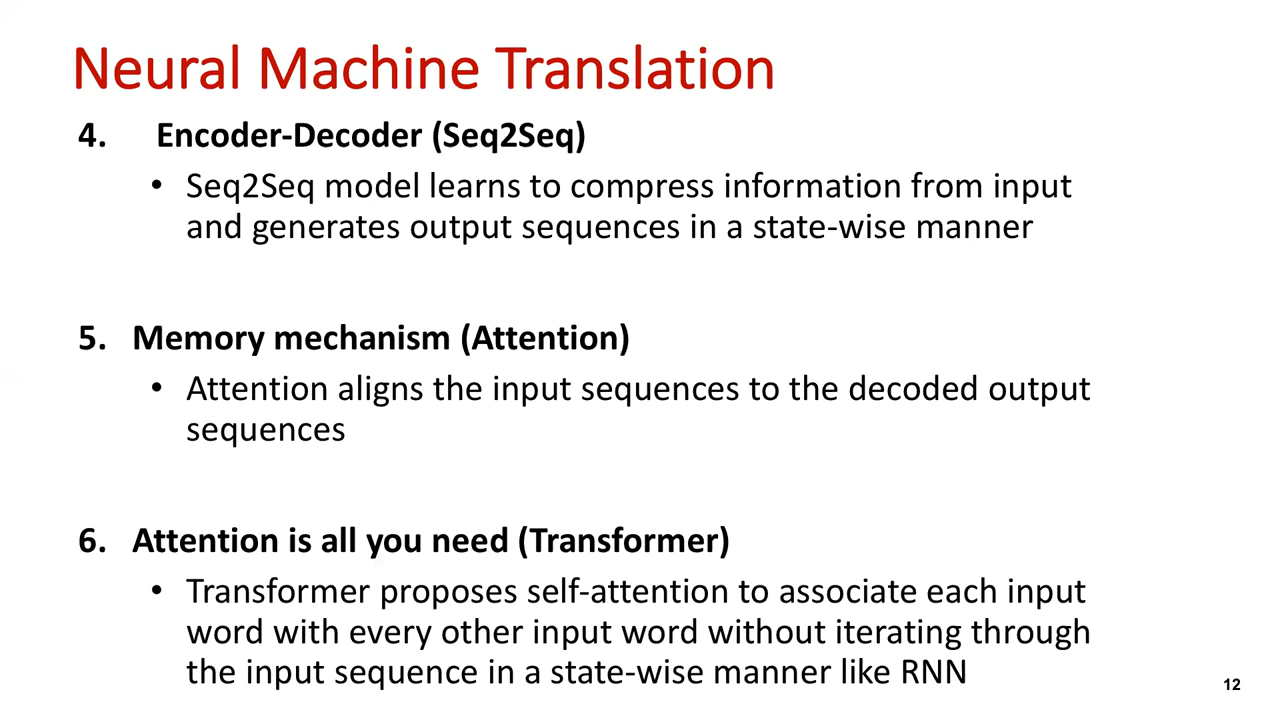 Neural Machine Translation
4. Encoder-Decoder (Seq2Seq)
• Seq2Seq model learns to compress information from input
and generates output sequences in a state-wise manner
5. Memory mechanism (Attention)
• Attention aligns the input sequences to the decoded output
sequences
6. Attention is all you need (Transformer)
• Transformer proposes self-attention to associate each input
word with every other input word without iterating through
the input sequence in a state-wise manner like RNN
12